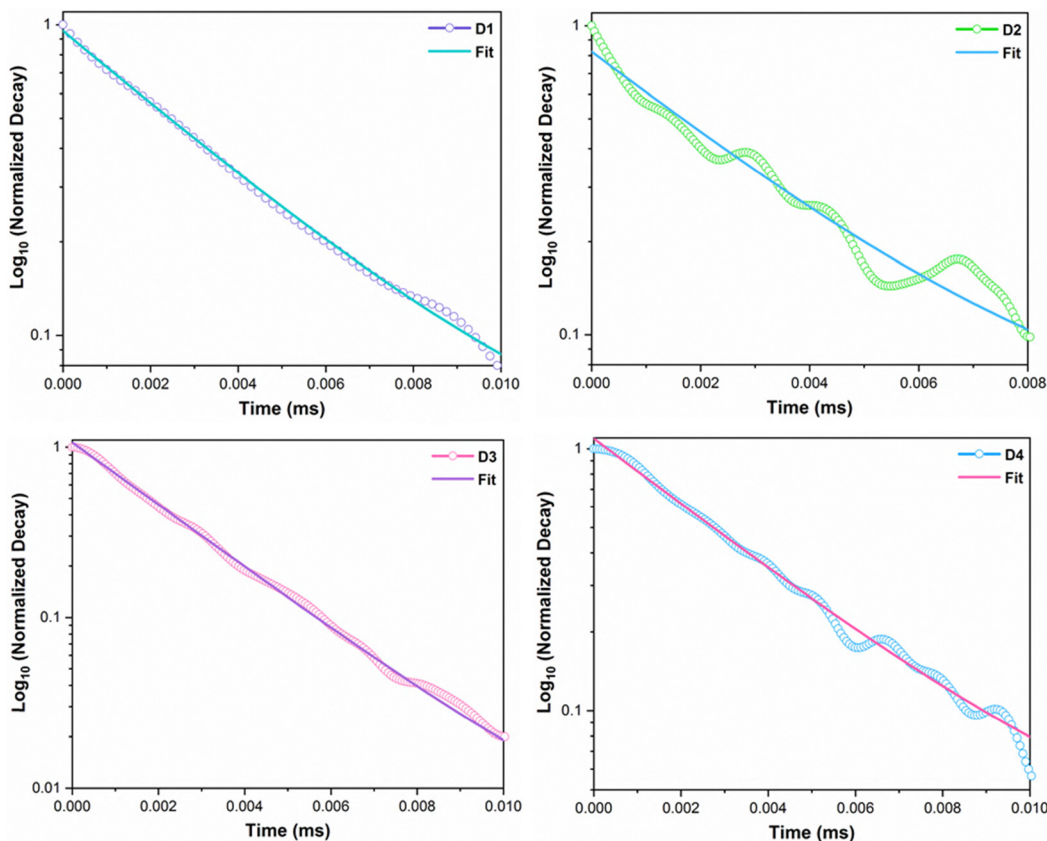 D1
Fit
1
0.1
Log10 (Normalized Decay)
0.000 0.002 0.004 0.006 0.008 0.010
Time (ms)
D2
Fit
1
0.1
Log10 (Normalized Decay)
0.000 0.002 0.004 0.006 0.008
Time (ms)
D3
Fit
1
0.1
0.01
Log10 (Normalized Decay)
0.000 0.002 0.004 0.006 0.008 0.010
Time (ms)
D4
Fit
1
0.1
Log10 (Normalized Decay)
0.000 0.002 0.004 0.006 0.008 0.010
Time (ms)